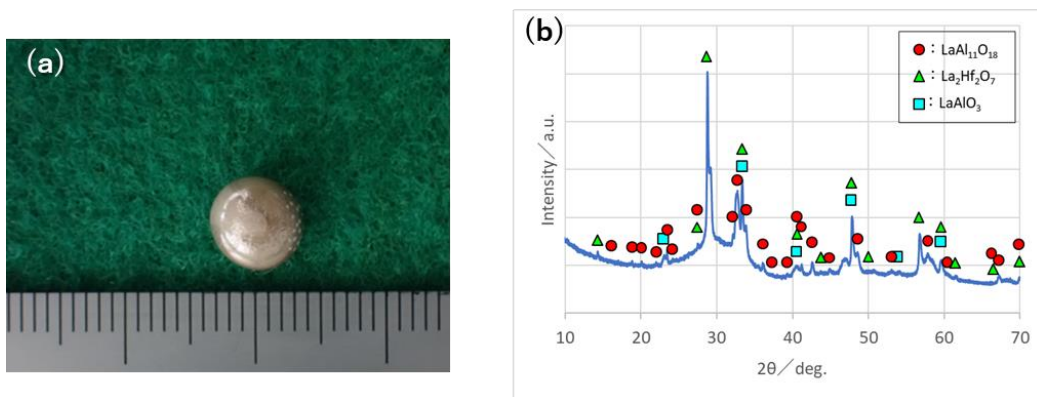 (a)
(b)
● : LaAl₁₁O₁₈
▲ : La₂Hf₂O₇
■ : LaAlO₃
Intensity/a.u.
10 20 30 40 50 60 70
2θ/deg.